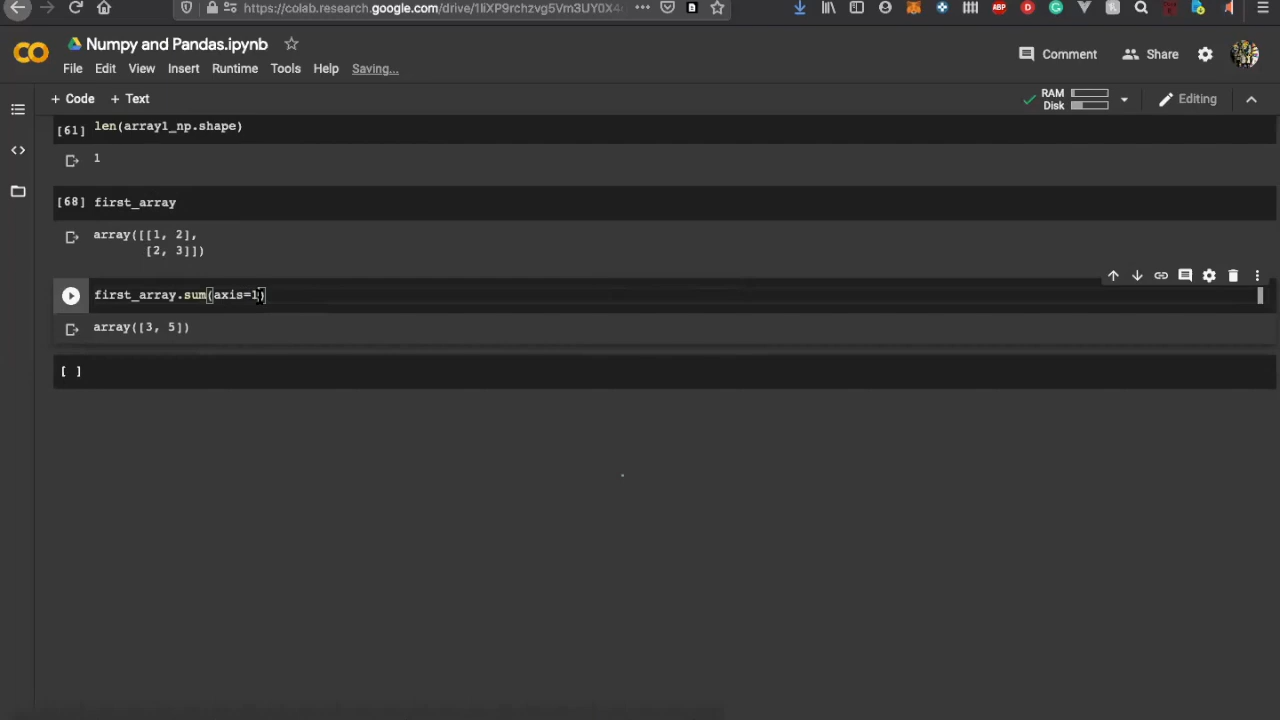 https://colab.research.google.com/drive/1liXP9rchzvg5Vm3UY0X4
ABP
Numpy and Pandas.ipynb
Comment
Share
File Edit View Insert Runtime Tools Help Saving...
+ Code + Text
RAM
Disk
Editing
[61] len(array1_np.shape)
1
[68] first_array
array([[1, 2],
[2, 3]])
first_array.sum(axis=1)
array([3, 5])
[ ]